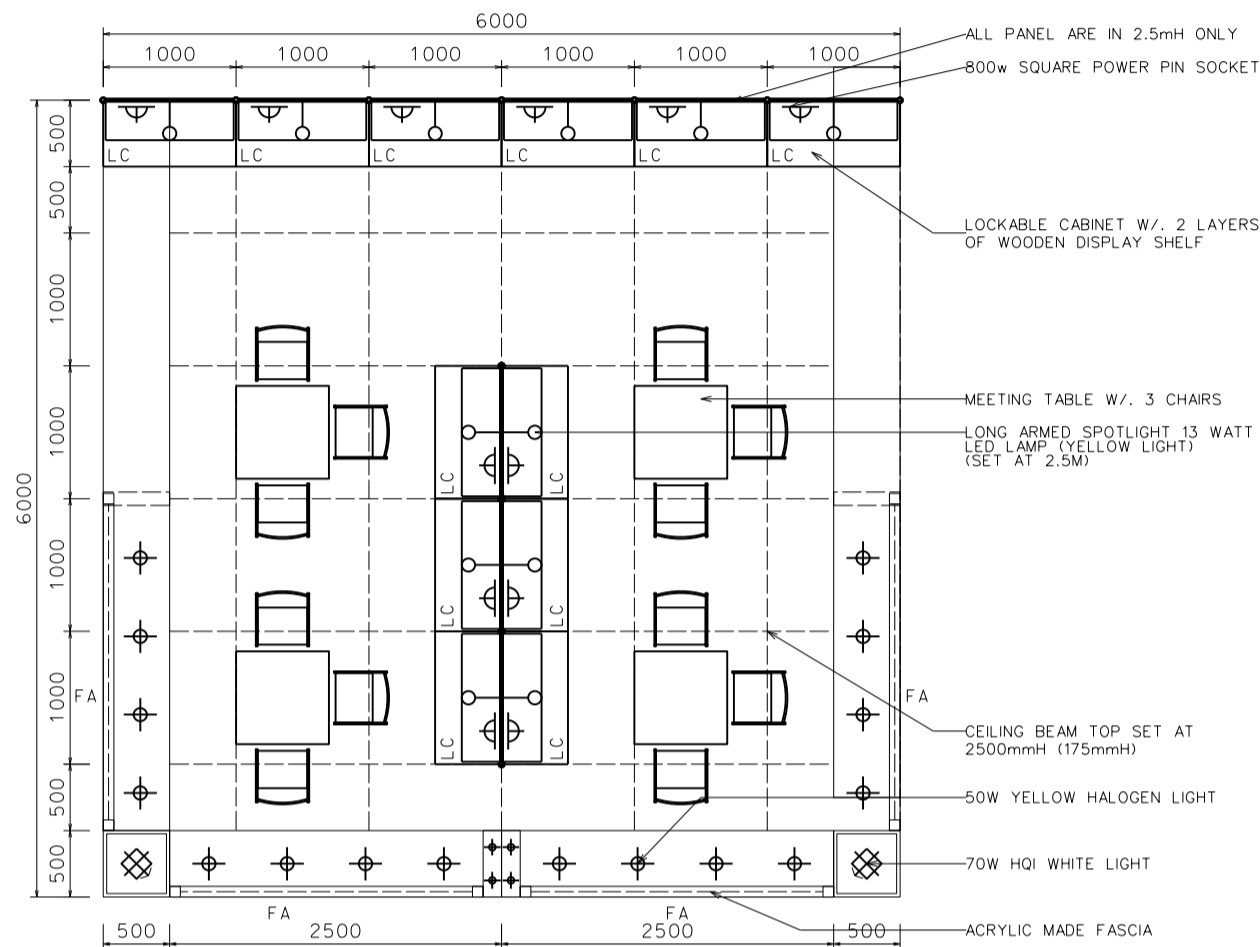 6000
1000 1000 1000 1000 1000 1000
ALL PANEL ARE IN 2.5mH ONLY
800w SQUARE POWER PIN SOCKET
500
LC LC LC LC LC LC
500
LOCKABLE CABINET W/. 2 LAYERS
OF WOODEN DISPLAY SHELF
1000
MEETING TABLE W/. 3 CHAIRS
1000
LONG ARMED SPOTLIGHT 13 WATT
LED LAMP (YELLOW LIGHT)
(SET AT 2.5M)
LC LC
6000
1000
LC LC
1000
FA FA
CEILING BEAM TOP SET AT
2500mmH (175mmH)
LC LC
500
50W YELLOW HALOGEN LIGHT
500
70W HQI WHITE LIGHT
FA FA
ACRYLIC MADE FASCIA
500 2500 2500 500